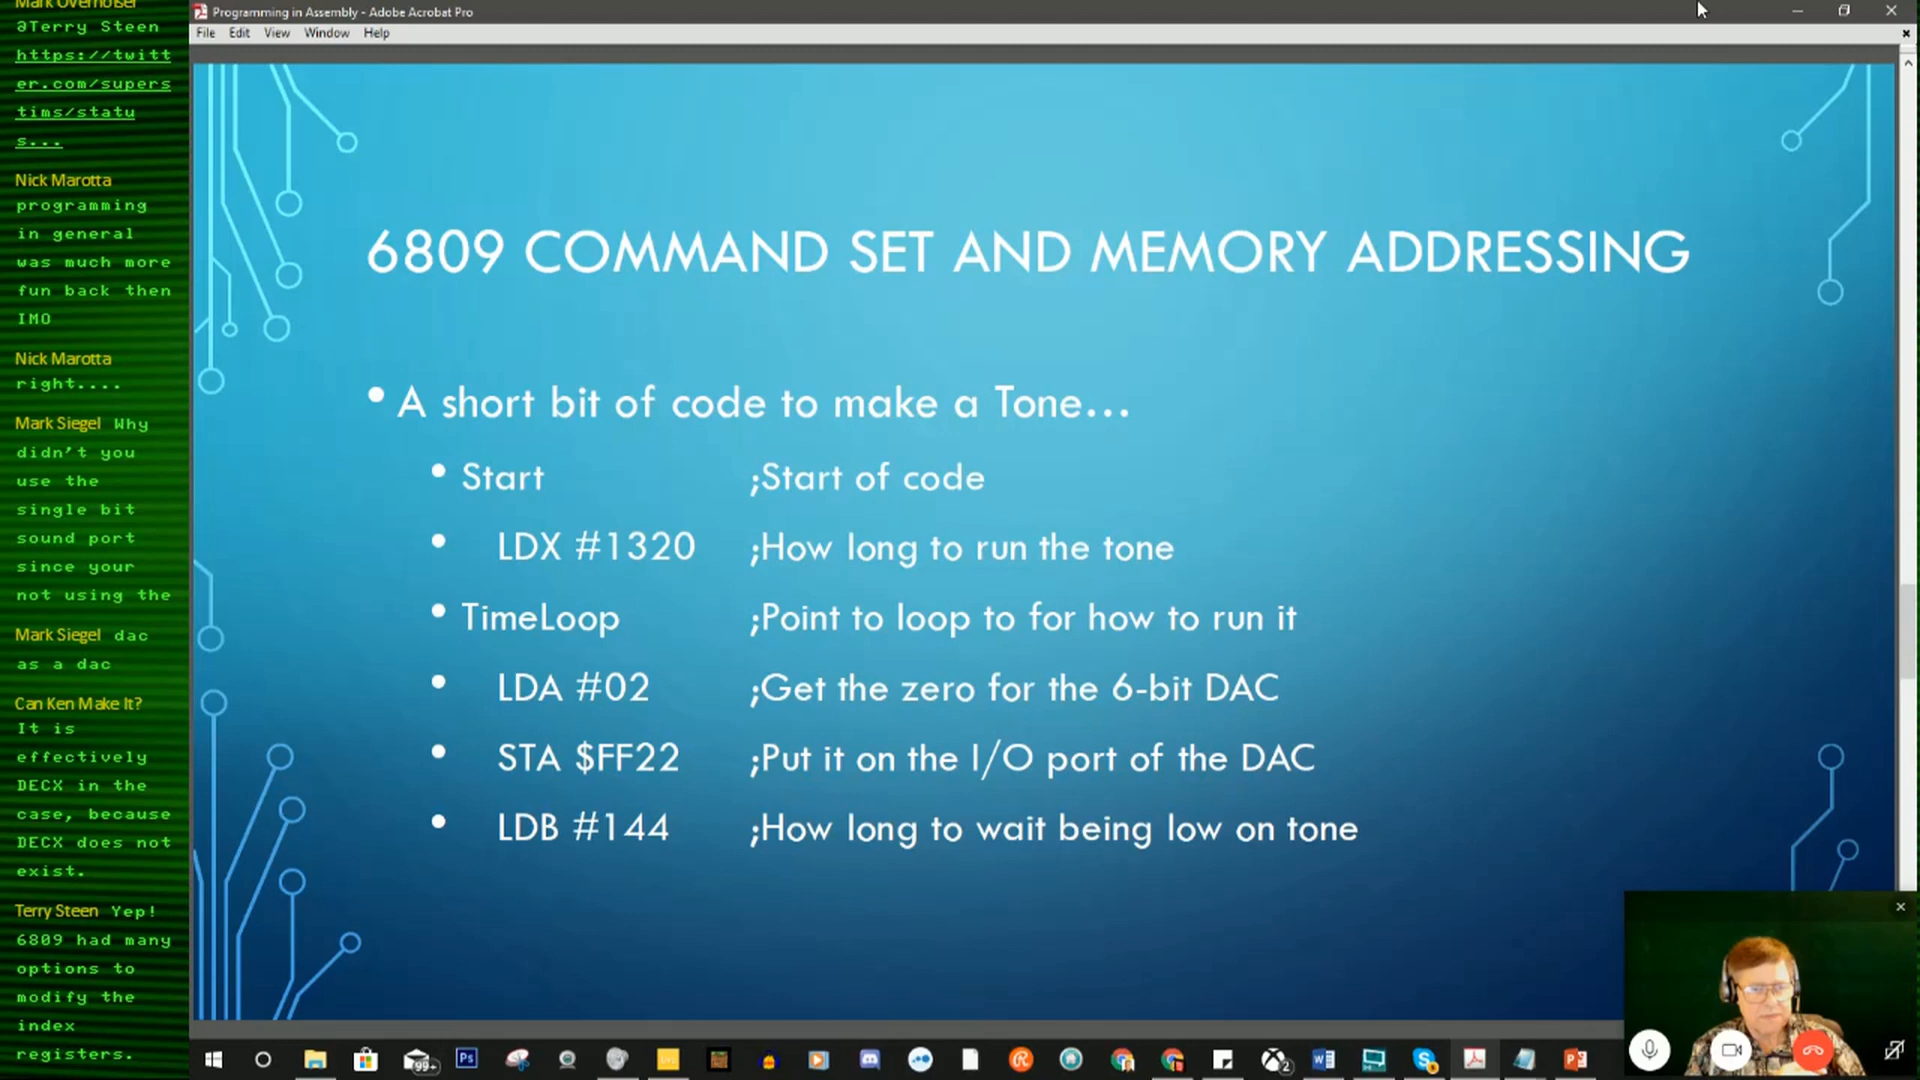 Mark Overholser
@Terry Steen
https://twitt
er.com/supers
tims/statu
s...
Nick Marotta
programming
in general
was much more
fun back then
IMO
Nick Marotta
right....
Mark Siegel Why
didn't you
use the
single bit
sound port
since your
not using the
Mark Siegel dac
as a dac
Can Ken Make It?
It is
effectively
DECX in the
case, because
DECX does not
exist.
Terry Steen Yep!
6809 had many
options to
modify the
index
registers.
Programming in Assembly - Adobe Acrobat Pro
File Edit View Window Help
6809 COMMAND SET AND MEMORY ADDRESSING
• A short bit of code to make a Tone...
• Start ;Start of code
• LDX #1320 ;How long to run the tone
• TimeLoop ;Point to loop to for how to run it
• LDA #02 ;Get the zero for the 6-bit DAC
• STA $FF22 ;Put it on the I/O port of the DAC
• LDB #144 ;How long to wait being low on tone
99+
Ps
2